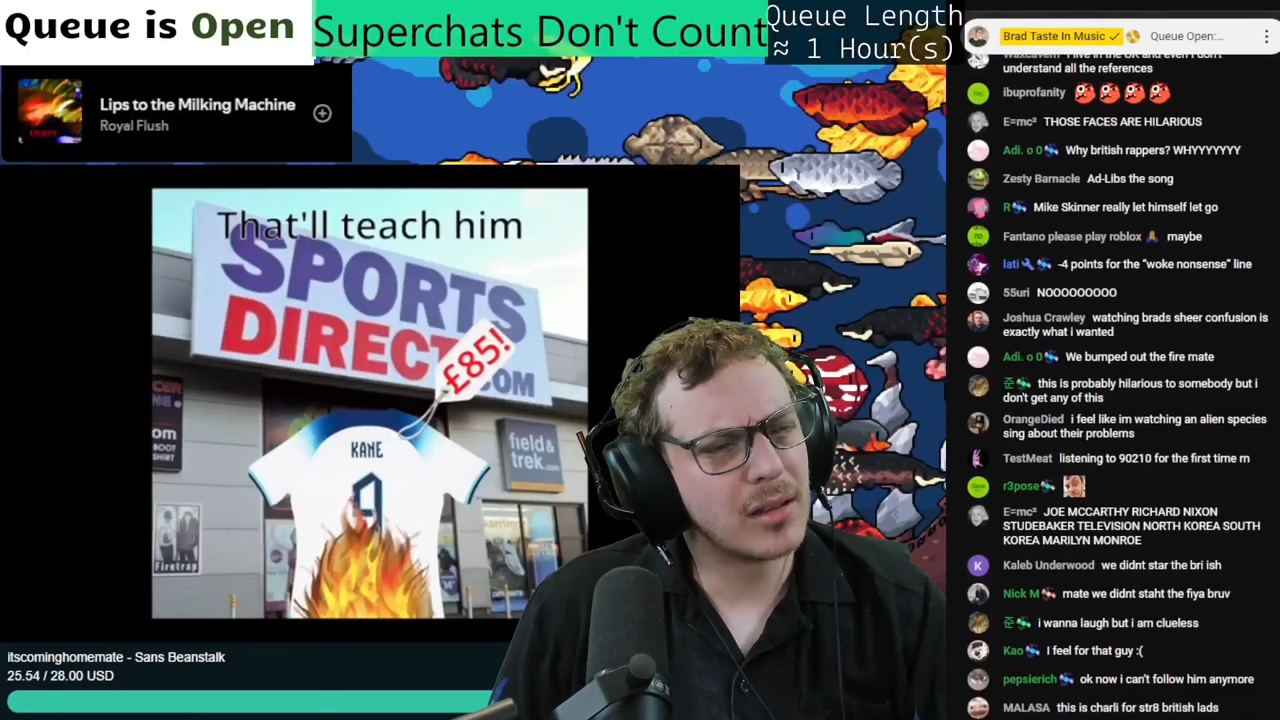 Queue is Open
Superchats Don't Count
Queue Length
≈ 1 Hour(s)
Lips to the Milking Machine
Royal Flush
That'll teach him
SPORTS
DIRECT
.COM
£85!
KANE
9
field&
trek.com
Firetrap
itscominghomemate - Sans Beanstalk
25.54 / 28.00 USD
Brad Taste In Music
Queue Open:...
understand all the references
ibuprofanity
E=mc² THOSE FACES ARE HILARIOUS
Adi. o 0 Why british rappers? WHYYYYYY
Zesty Barnacle Ad-Libs the song
R Mike Skinner really let himself let go
Fantano please play roblox maybe
lati -4 points for the “woke nonsense” line
55uri NOOOOOOOO
Joshua Crawley watching brads sheer confusion is
exactly what i wanted
Adi. o 0 We bumped out the fire mate
준 this is probably hilarious to somebody but i
don't get any of this
OrangeDied i feel like im watching an alien species
sing about their problems
TestMeat listening to 90210 for the first time rn
r3pose
E=mc² JOE MCCARTHY RICHARD NIXON
STUDEBAKER TELEVISION NORTH KOREA SOUTH
KOREA MARILYN MONROE
K
Kaleb Underwood we didnt star the bri ish
Nick M mate we didnt staht the fiya bruv
준 i wanna laugh but i am clueless
Kao I feel for that guy :(
pepsierich ok now i can't follow him anymore
MALASA this is charli for str8 british lads